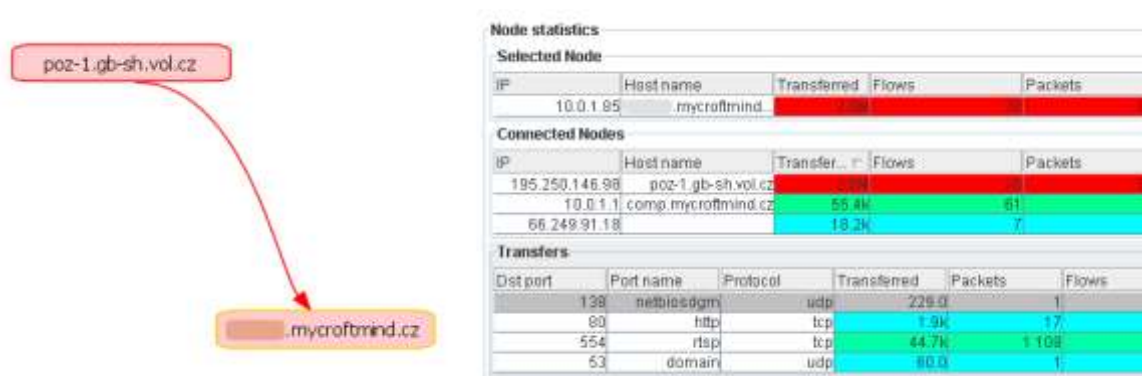 poz-1.gb-sh.vol.cz
.mycroftmind.cz
Node statistics
Selected Node
IP Host name Transferred Flows Packets
10.0.1.85 .mycroftmind...
Connected Nodes
IP Host name Transfer... Flows Packets
195.250.146.98 poz-1.gb-sh.vol.cz
10.0.1.1 comp.mycroftmind.cz 55.4k 61
66.249.91.18 18.2k 7
Transfers
Dst port Port name Protocol Transferred Packets Flows
138 netbiosdgm udp 229.0 1
80 http tcp 1.9k 17
554 rtsp tcp 44.7k 1 109
53 domain udp 60.0 1